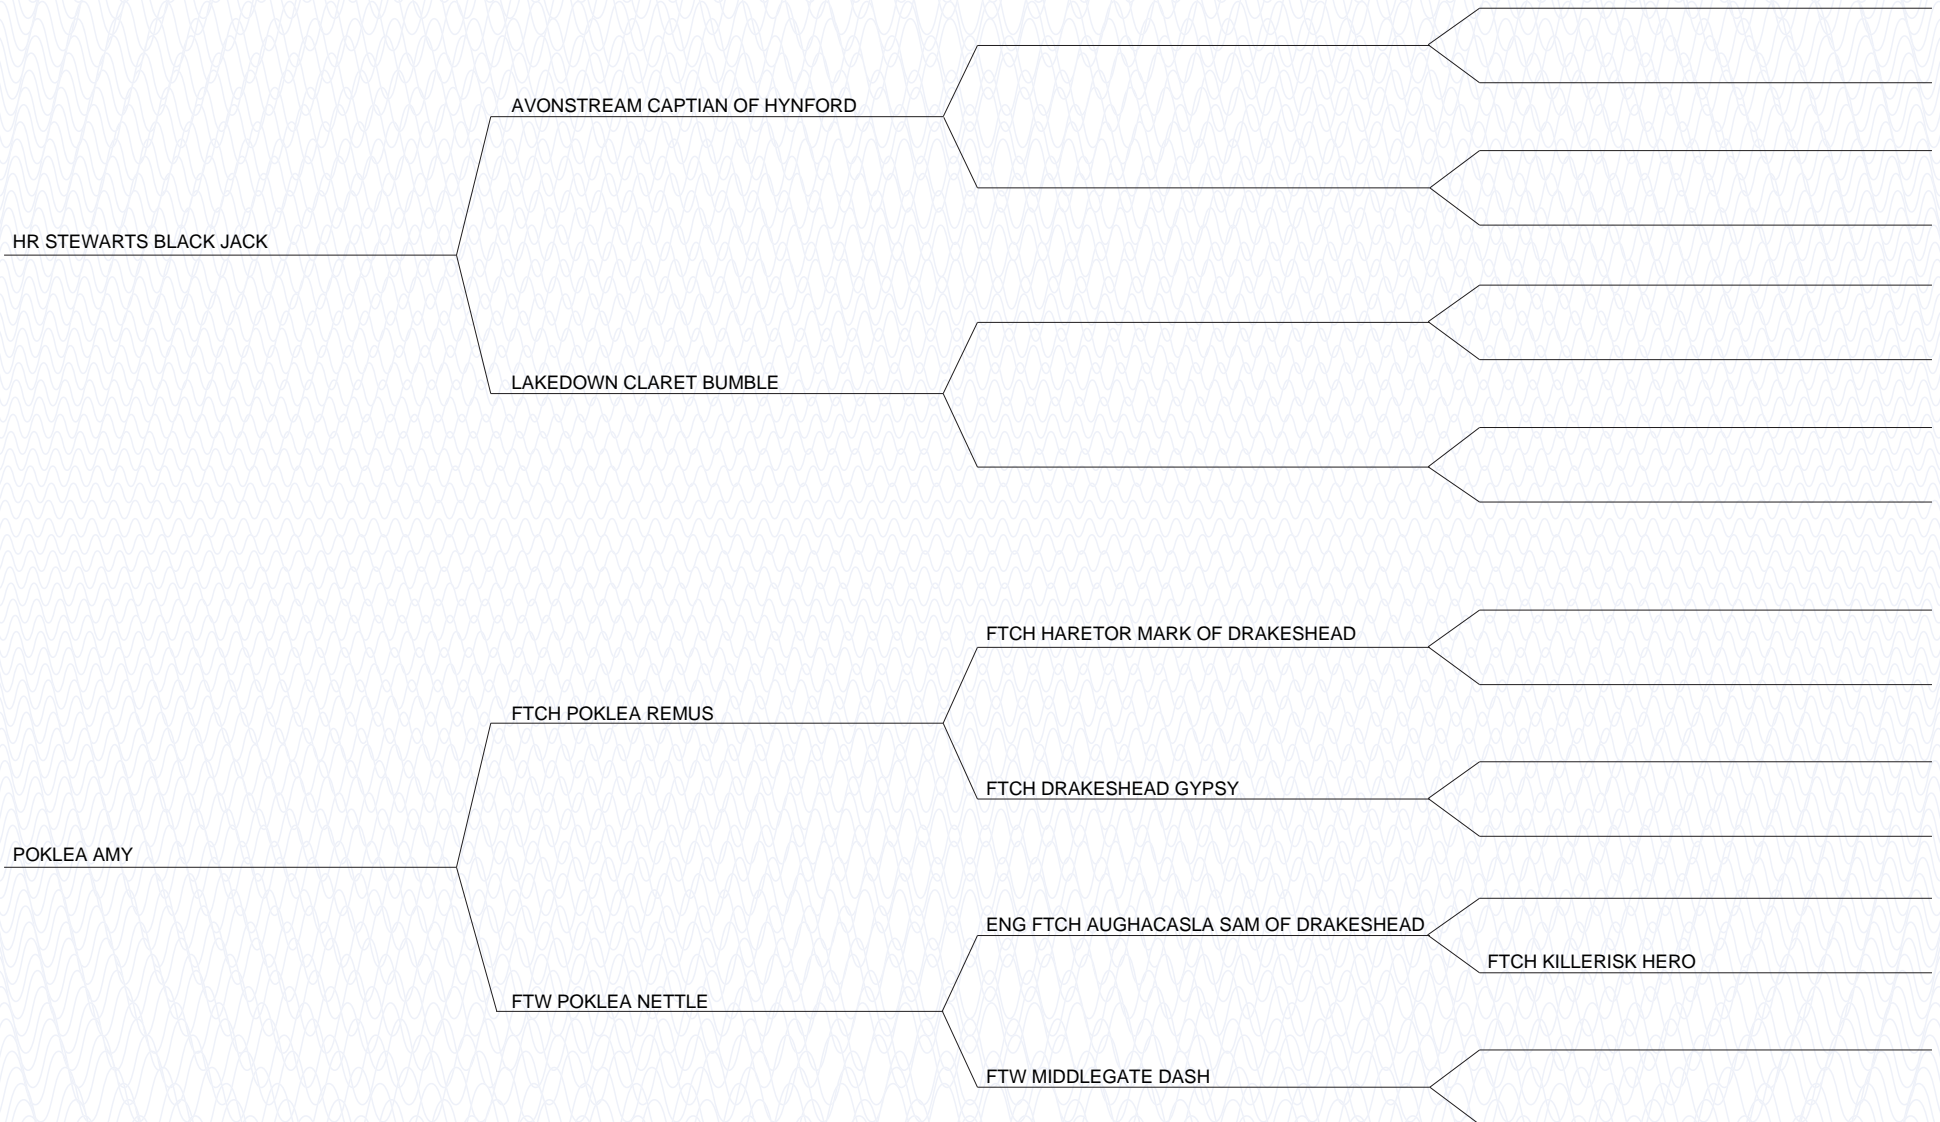 AVONSTREAM CAPTIAN OF HYNFORD
HR STEWARTS BLACK JACK
LAKEDOWN CLARET BUMBLE
FTCH HARETOR MARK OF DRAKESHEAD
FTCH POKLEA REMUS
FTCH DRAKESHEAD GYPSY
POKLEA AMY
ENG FTCH AUGHACASLA SAM OF DRAKESHEAD
FTCH KILLERISK HERO
FTW POKLEA NETTLE
FTW MIDDLEGATE DASH